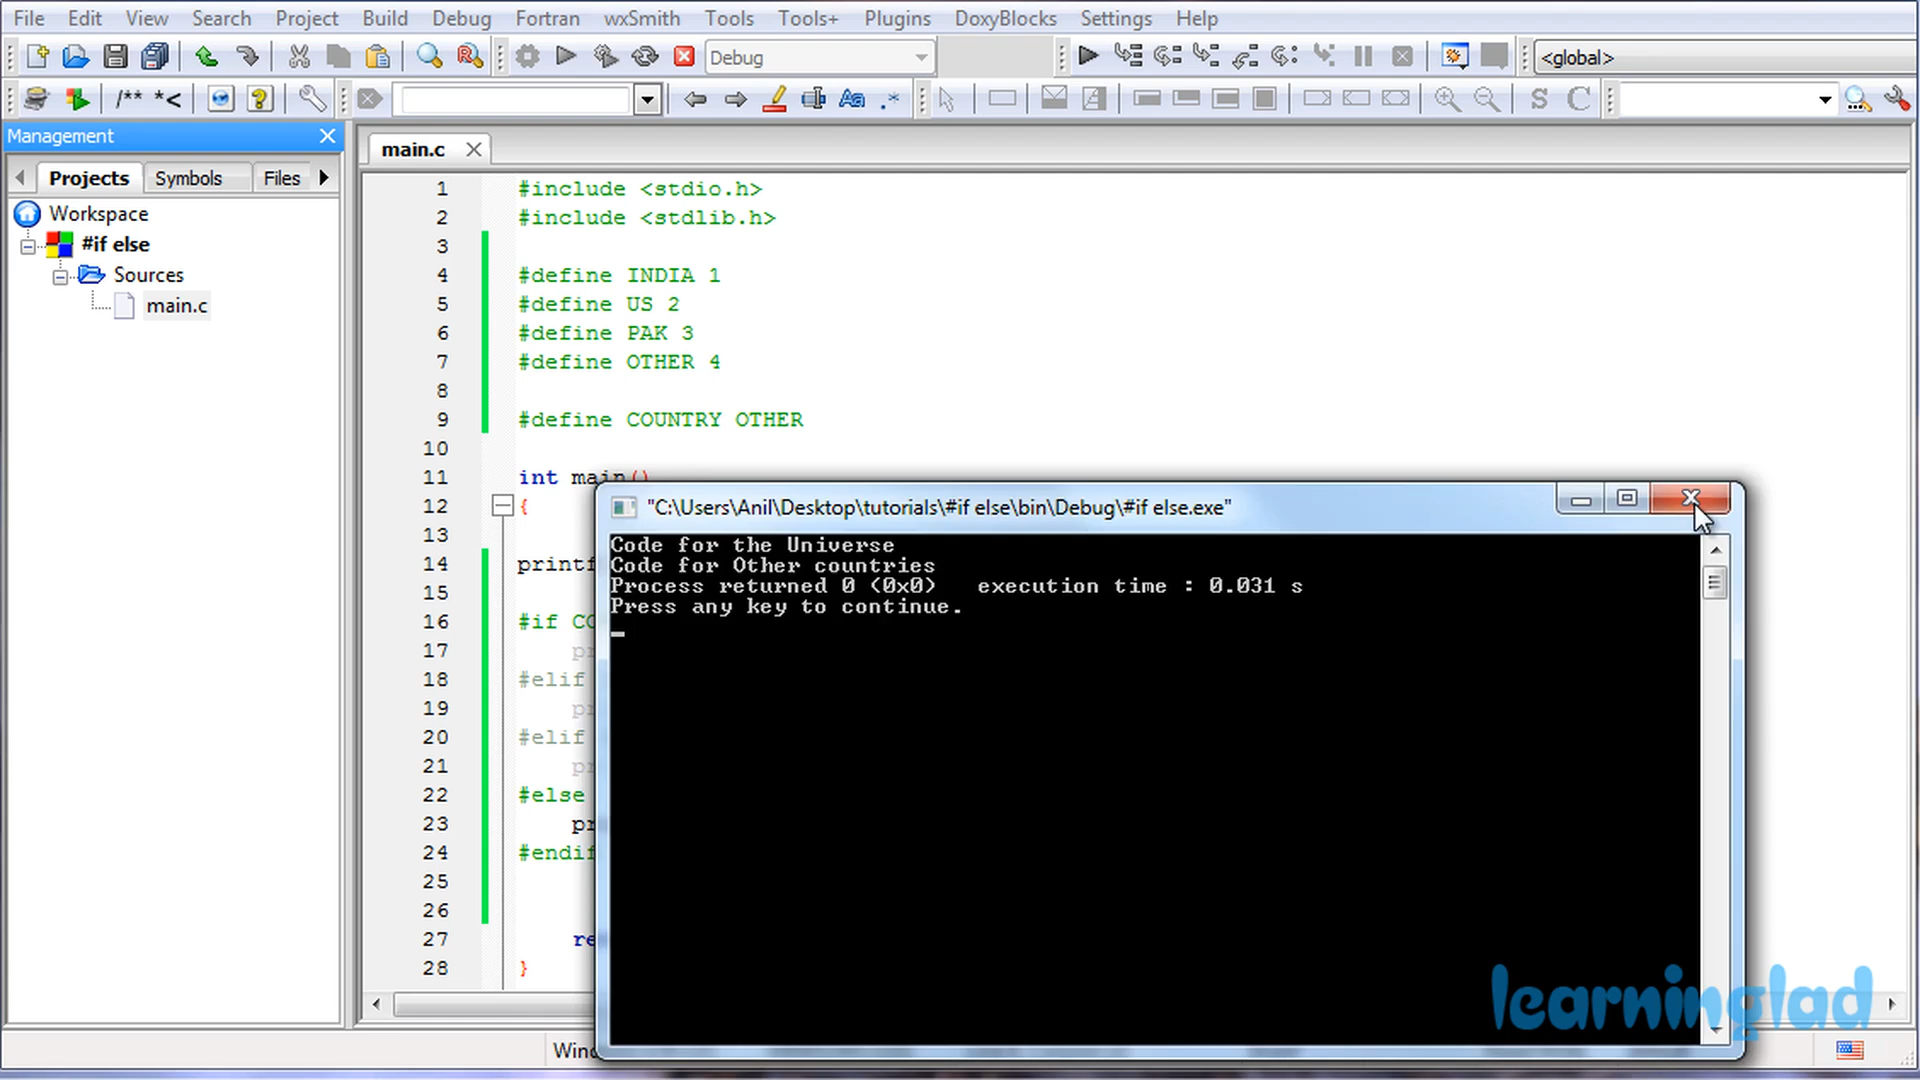 File Edit View Search Project Build Debug Fortran wxSmith Tools Tools+ Plugins DoxyBlocks Settings Help
Debug <global>
/** *<
Management
Projects Symbols Files
main.c
Workspace
#if else
Sources
main.c
1 #include <stdio.h>
2 #include <stdlib.h>
3
4 #define INDIA 1
5 #define US 2
6 #define PAK 3
7 #define OTHER 4
8
9 #define COUNTRY OTHER
10
11 int main()
12 {
13
14 printf
15
16 #if CO
17 pr
18 #elif
19 pr
20 #elif
21 pr
22 #else
23 pr
24 #endif
25
26
27 re
28 }
"C:\Users\Anil\Desktop\tutorials\#if else\bin\Debug\#if else.exe"
Code for the Universe
Code for Other countries
Process returned 0 (0x0) execution time : 0.031 s
Press any key to continue.
learninglad
Wind